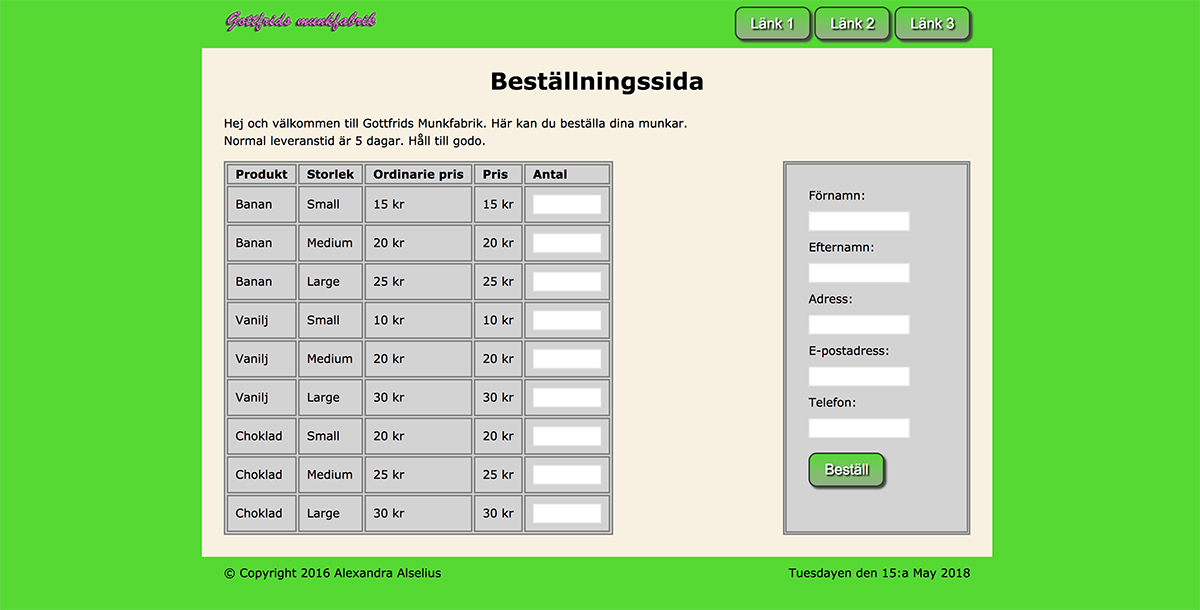 Gottfrids munkfabrik
Länk 1 Länk 2 Länk 3
Beställningssida
Hej och välkommen till Gottfrids Munkfabrik. Här kan du beställa dina munkar.
Normal leveranstid är 5 dagar. Håll till godo.
Produkt Storlek Ordinarie pris Pris Antal
Banan Small 15 kr 15 kr
Banan Medium 20 kr 20 kr
Banan Large 25 kr 25 kr
Vanilj Small 10 kr 10 kr
Vanilj Medium 20 kr 20 kr
Vanilj Large 30 kr 30 kr
Choklad Small 20 kr 20 kr
Choklad Medium 25 kr 25 kr
Choklad Large 30 kr 30 kr
Förnamn:
Efternamn:
Adress:
E-postadress:
Telefon:
Beställ
© Copyright 2016 Alexandra Alselius
Tuesdayen den 15:a May 2018